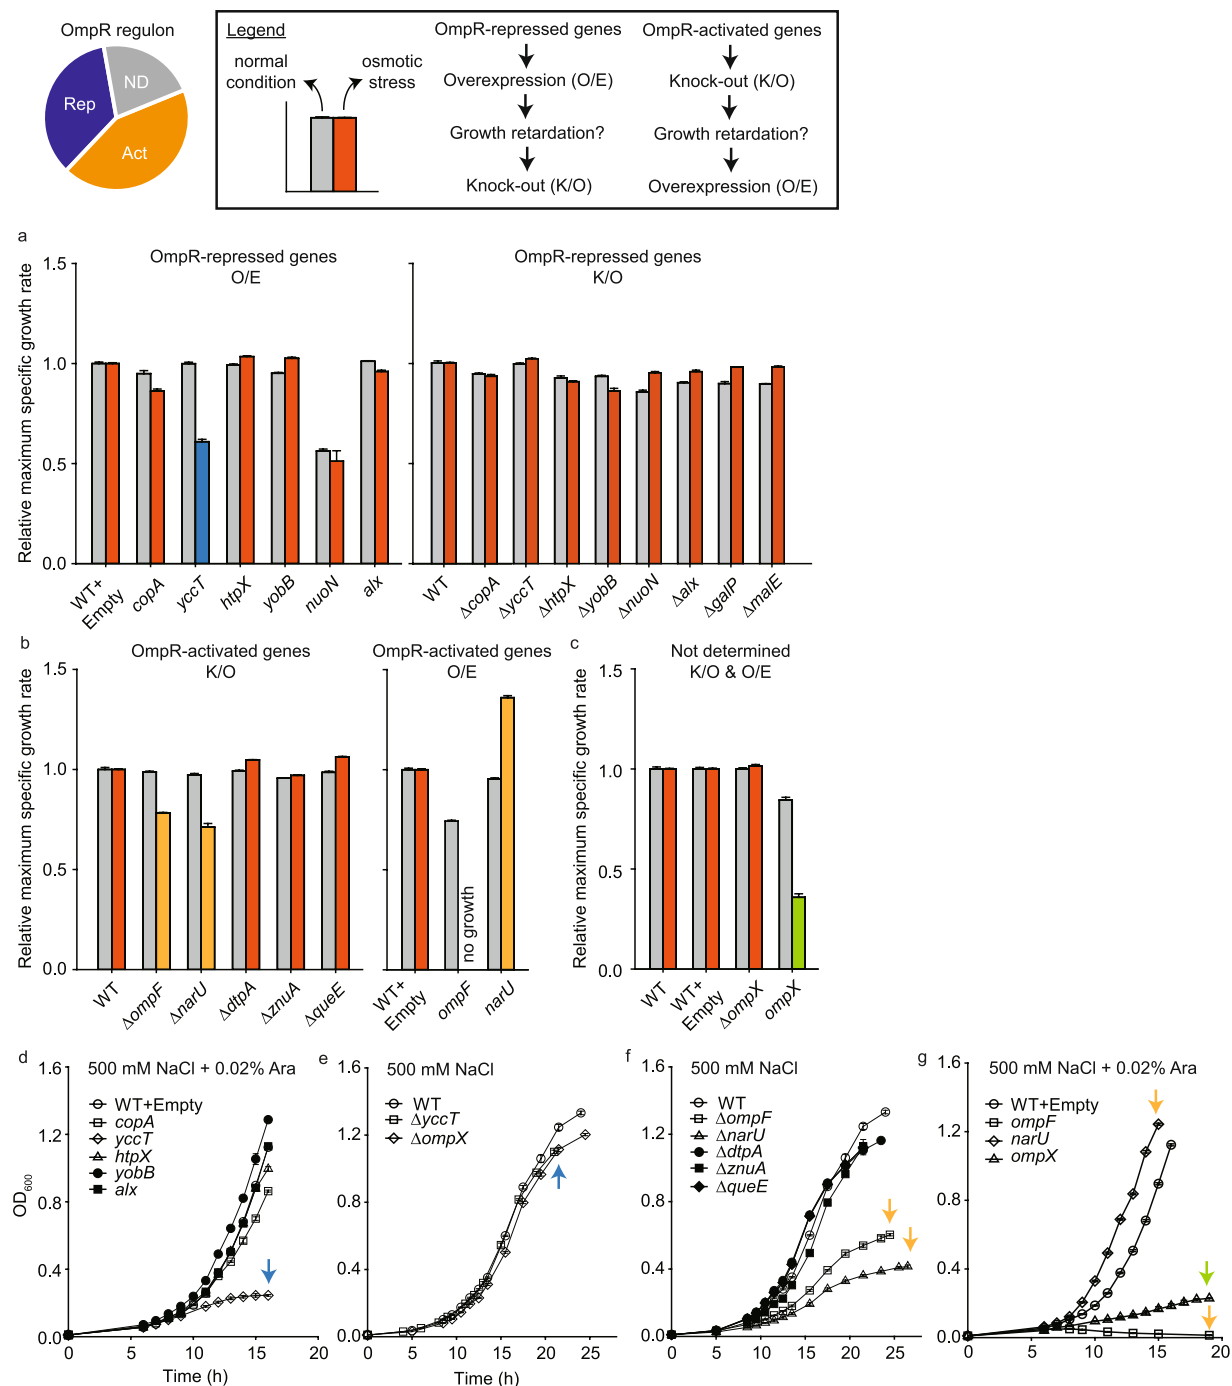 OmpR regulon
Rep
ND
Act
Legend
normal
condition
osmotic
stress
OmpR-repressed genes
Overexpression (O/E)
Growth retardation?
Knock-out (K/O)
OmpR-activated genes
Knock-out (K/O)
Growth retardation?
Overexpression (O/E)
a
Relative maximum specific growth rate
1.5
1.0
0.5
0.0
OmpR-repressed genes
O/E
WT+
Empty
copA
yccT
htpX
yobB
nuoN
alx
OmpR-repressed genes
K/O
WT
ΔcopA
ΔyccT
ΔhtpX
ΔyobB
ΔnuoN
Δalx
ΔgalP
ΔmalE
b
Relative maximum specific growth rate
1.5
1.0
0.5
0.0
OmpR-activated genes
K/O
WT
ΔompF
ΔnarU
ΔdtpA
ΔznuA
ΔqueE
OmpR-activated genes
O/E
no growth
WT+
Empty
ompF
narU
c
Relative maximum specific growth rate
1.5
1.0
0.5
0.0
Not determined
K/O & O/E
WT
WT+
Empty
ΔompX
ompX
d
500 mM NaCl + 0.02% Ara
WT+Empty
copA
yccT
htpX
yobB
alx
OD600
1.6
1.2
0.8
0.4
0.0
0 5 10 15 20
Time (h)
e
500 mM NaCl
WT
ΔyccT
ΔompX
1.6
1.2
0.8
0.4
0.0
0 5 10 15 20 25
Time (h)
f
500 mM NaCl
WT
ΔompF
ΔnarU
ΔdtpA
ΔznuA
ΔqueE
1.6
1.2
0.8
0.4
0.0
0 5 10 15 20 25
g
500 mM NaCl + 0.02% Ara
WT+Empty
ompF
narU
ompX
1.6
1.2
0.8
0.4
0.0
0 5 10 15 20